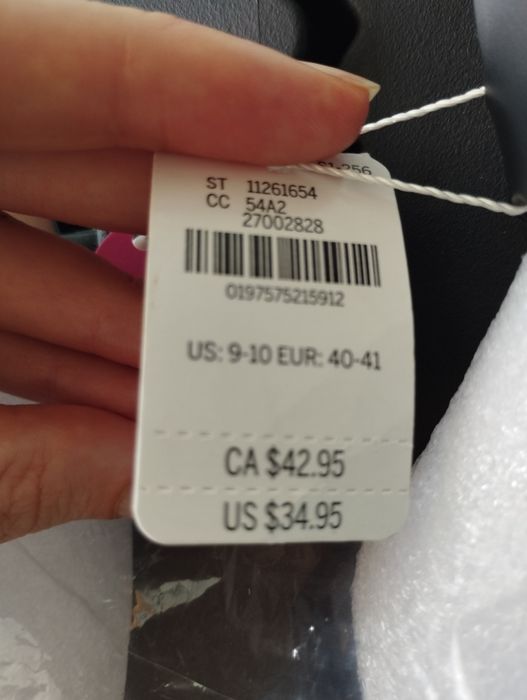 ST 11261654
CC 54A2
27002828
0197575215912
US: 9-10 EUR: 40-41
CA $42.95
US $34.95